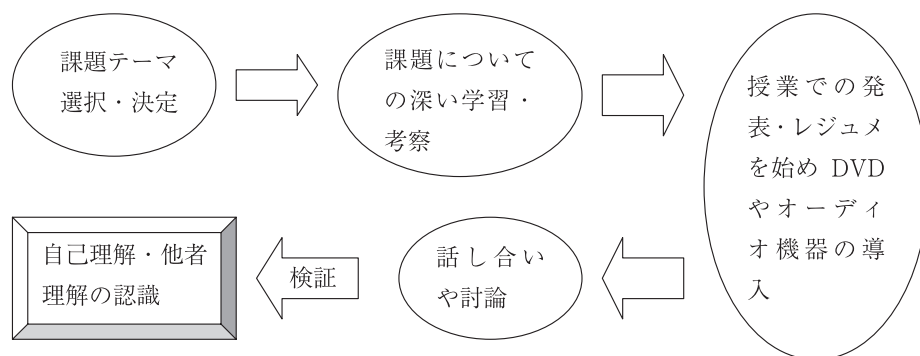 課題テーマ
選択・決定
課題について
の深い学習・
考察
授業での発
表・レジュメ
を始め DVD
やオーディ
オ機器の導
入
話し合い
や討論
検証
自己理解・他者
理解の認識